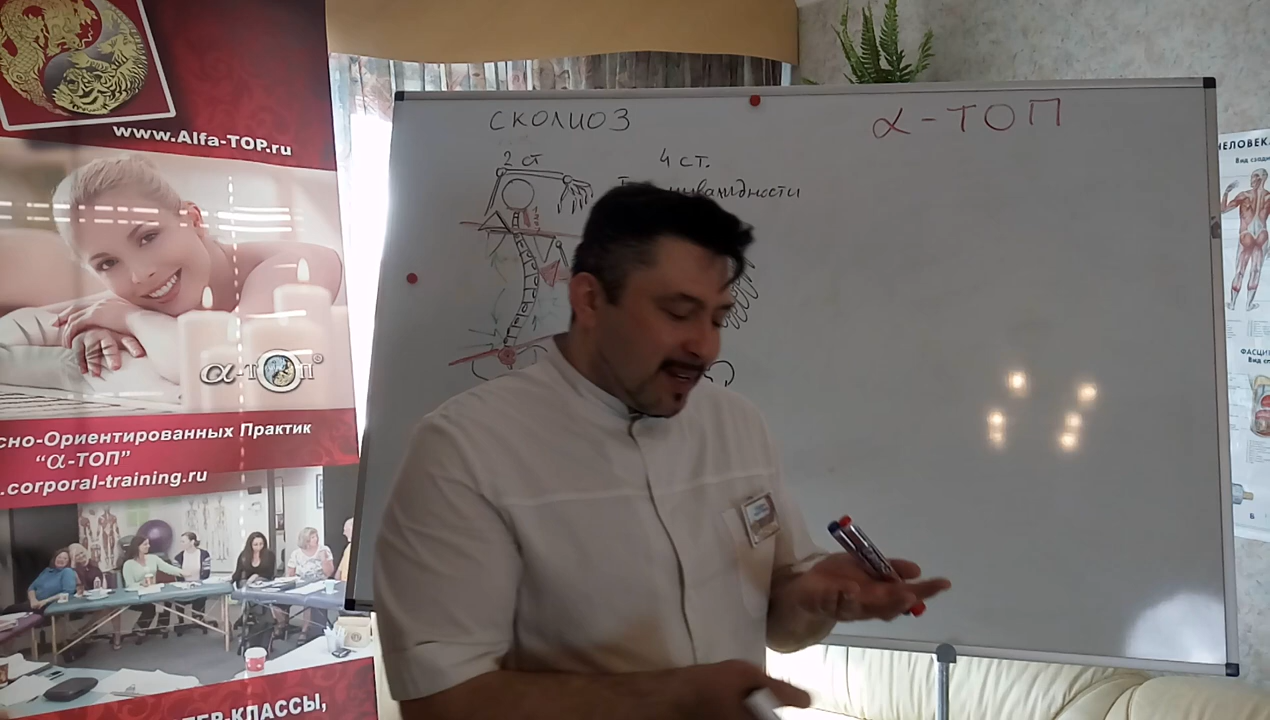 www.Alfa-TOP.ru
α-ТОП®
сно-Ориентированных Практик
“α-ТОП”
.corporal-training.ru
ТЕР-КЛАССЫ,
СКОЛИОЗ
2 ст
4 ст.
инвалидности
α-ТОП
ЧЕЛОВЕКА
ФАСЦИ
Б